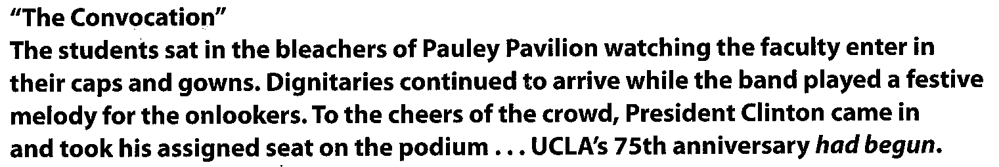 "The Convocation"
The students sat in the bleachers of Pauley Pavilion watching the faculty enter in
their caps and gowns. Dignitaries continued to arrive while the band played a festive
melody for the onlookers. To the cheers of the crowd, President Clinton came in
and took his assigned seat on the podium . . . UCLA's 75th anniversary had begun.